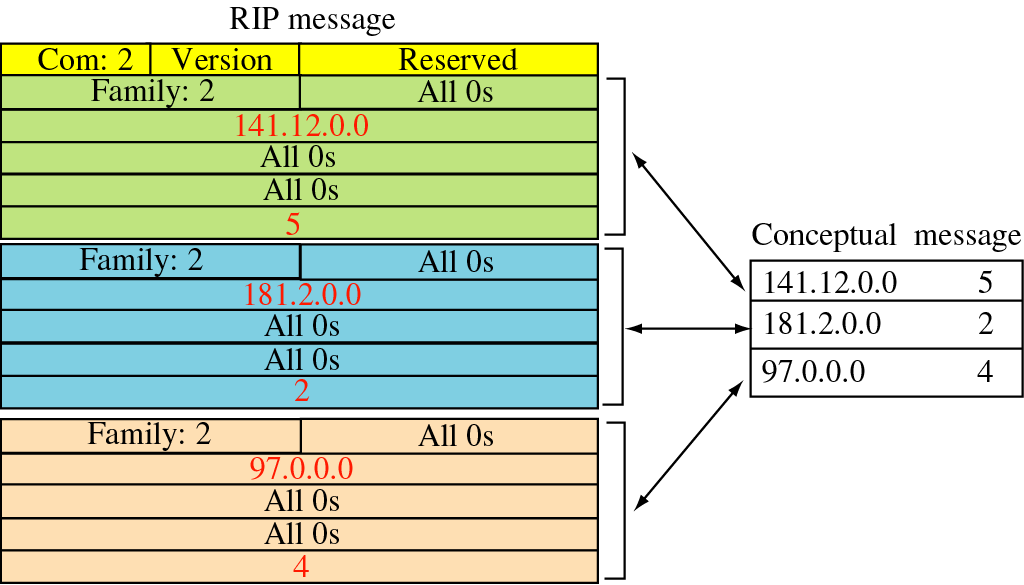 RIP message
Com: 2 Version Reserved
Family: 2 All 0s
141.12.0.0
All 0s
All 0s
5
Family: 2 All 0s
181.2.0.0
All 0s
All 0s
2
Family: 2 All 0s
97.0.0.0
All 0s
All 0s
4
Conceptual message
141.12.0.0 5
181.2.0.0 2
97.0.0.0 4